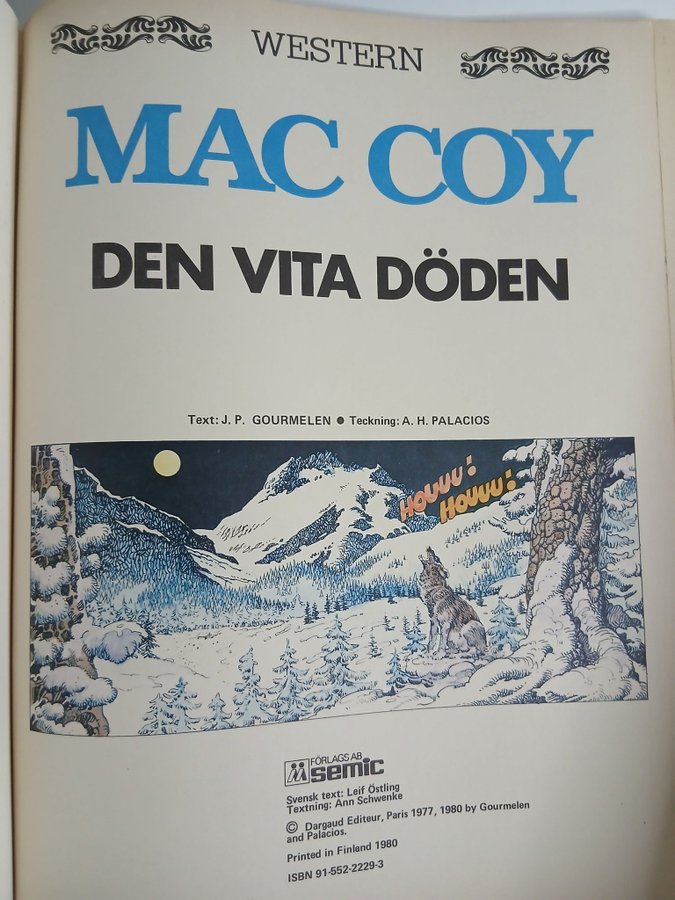 WESTERN
MAC COY
DEN VITA DÖDEN
Text: J. P. GOURMELEN ● Teckning: A. H. PALACIOS
HOUUU! HOUUU!
FÖRLAGS AB
semic
Svensk text: Leif Östling
Textning: Ann Schwenke
© Dargaud Editeur, Paris 1977, 1980 by Gourmelen
and Palacios.
Printed in Finland 1980
ISBN 91-552-2229-3